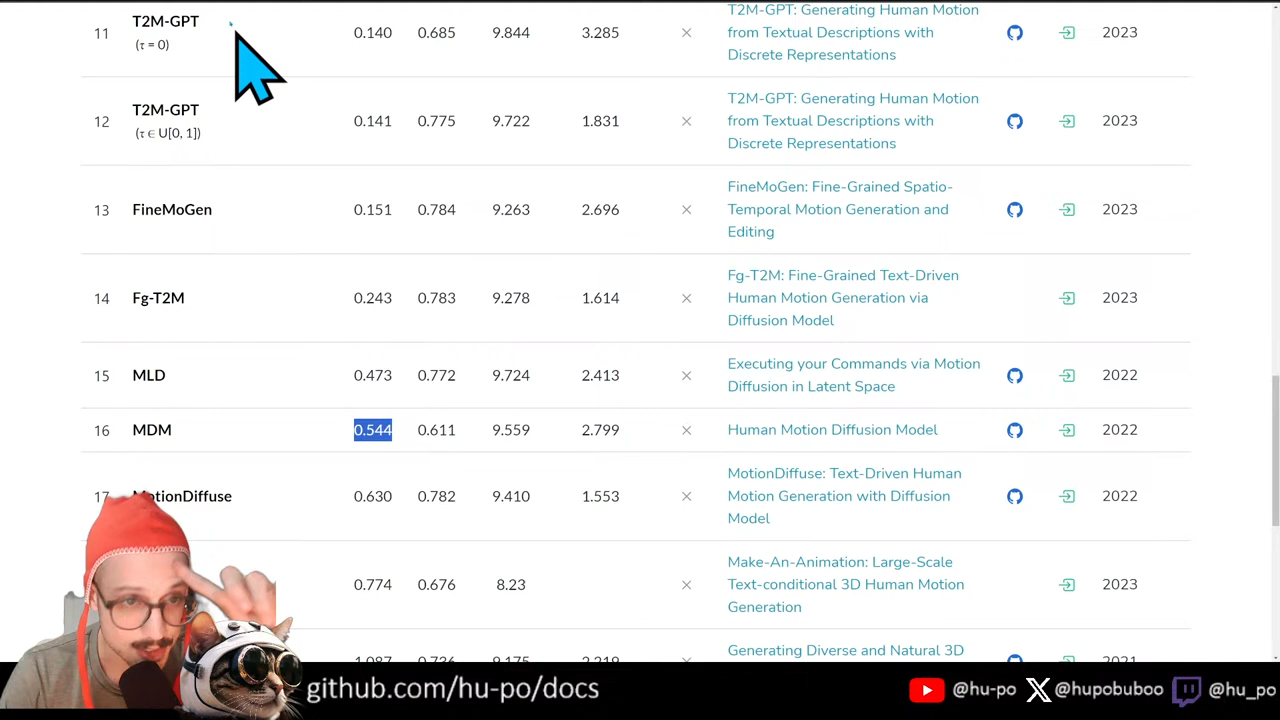 T2M-GPT: Generating Human Motion
from Textual Descriptions with
Discrete Representations
11 T2M-GPT 0.140 0.685 9.844 3.285 × 2023
(τ = 0)
T2M-GPT: Generating Human Motion
from Textual Descriptions with
Discrete Representations
12 T2M-GPT 0.141 0.775 9.722 1.831 × 2023
(τ ∈ U[0, 1])
FineMoGen: Fine-Grained Spatio-
Temporal Motion Generation and
Editing
13 FineMoGen 0.151 0.784 9.263 2.696 × 2023
Fg-T2M: Fine-Grained Text-Driven
Human Motion Generation via
Diffusion Model
14 Fg-T2M 0.243 0.783 9.278 1.614 × 2023
Executing your Commands via Motion
Diffusion in Latent Space
15 MLD 0.473 0.772 9.724 2.413 × 2022
16 MDM 0.544 0.611 9.559 2.799 × Human Motion Diffusion Model 2022
MotionDiffuse: Text-Driven Human
Motion Generation with Diffusion
Model
17 MotionDiffuse 0.630 0.782 9.410 1.553 × 2022
Make-An-Animation: Large-Scale
Text-conditional 3D Human Motion
Generation
0.774 0.676 8.23 × 2023
Generating Diverse and Natural 3D
github.com/hu-po/docs
@hu-po @hupobuboo @hu_po